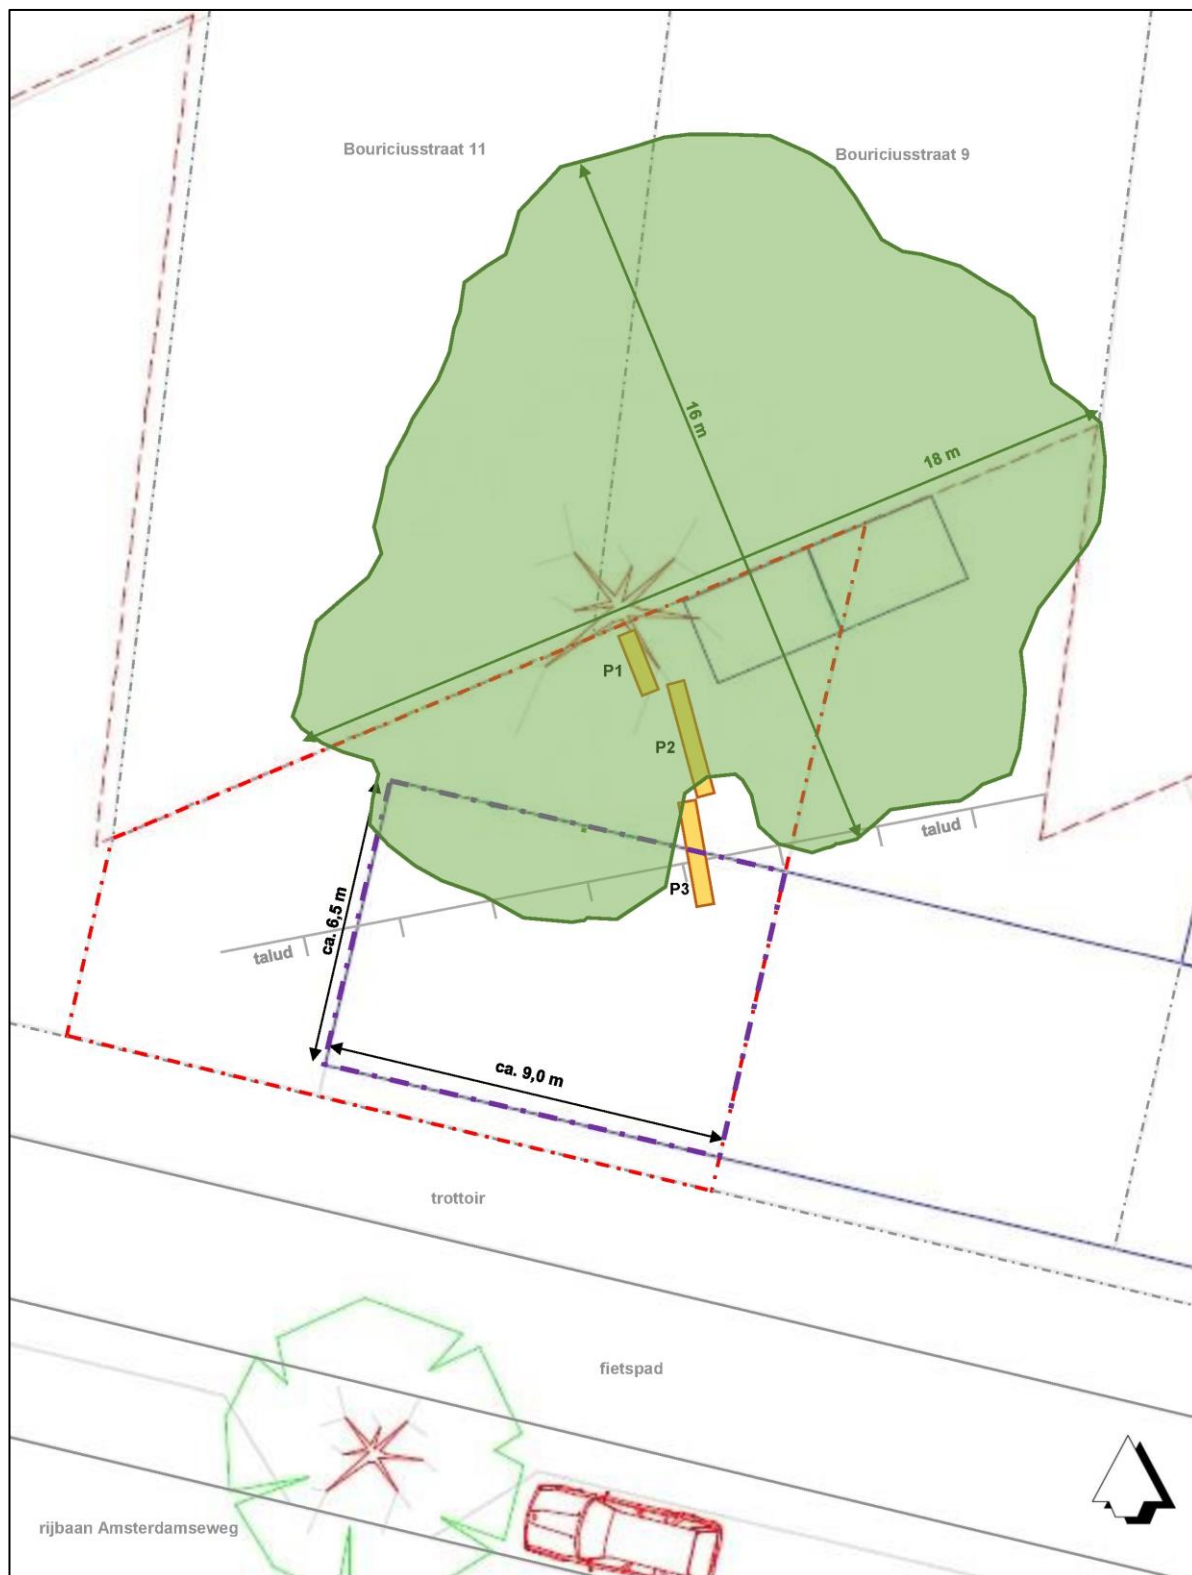 Bouriciusstraat 11
Bouriciusstraat 9
16 m
18 m
P1
P2
P3
talud
talud
ca. 6,5 m
ca. 9,0 m
trottoir
fietspad
rijbaan Amsterdamseweg